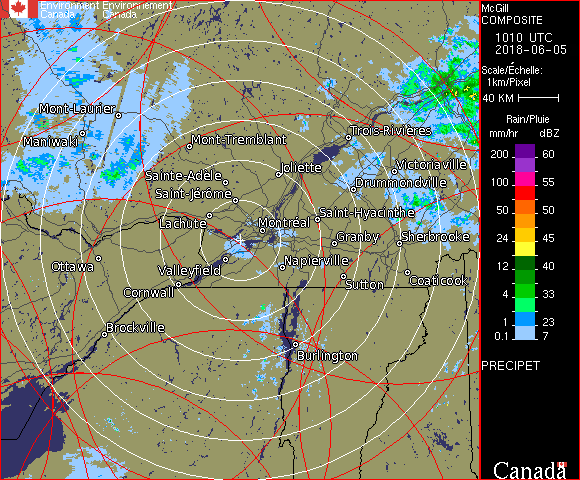 Environment Environnement
Canada Canada
McGill
COMPOSITE
1010 UTC
2018-06-05
Scale/Échelle:
1km/Pixel
40 KM
Rain/Pluie
mm/hr dBZ
200 60
100 55
50 50
24 45
12 40
4 33
1 23
0.1 7
PRECIPET
Canada
Mont-Laurier
Maniwaki
Mont-Tremblant
Trois-Rivières
Sainte-Adèle
Joliette
Victoriaville
Saint-Jérôme
Drummondville
Lachute
Montréal
Saint-Hyacinthe
Granby
Sherbrooke
Ottawa
Valleyfield
Napierville
Cornwall
Sutton
Coaticook
Brockville
Burlington